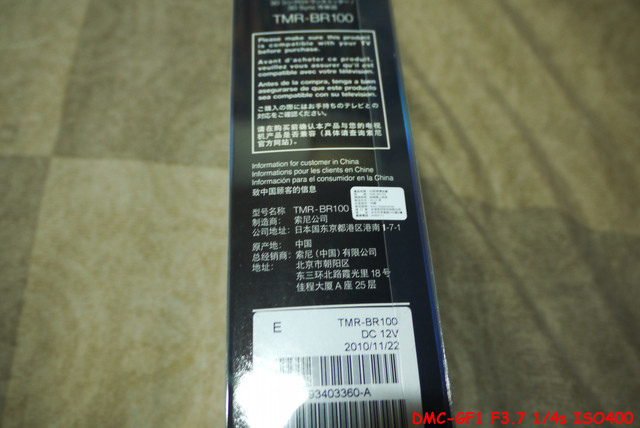 TMR-BR100
Please make sure this product
is compatible with your TV
before purchase.
Avant d'acheter ce produit,
veuillez vous assurer qu'il est
compatible avec votre télévision.
Antes de la compra, tenga a bien
asegurarse de que este producto
sea compatible con su televisión.
ご購入の際にはお手持ちのテレビとの
対応をご確認ください。
请在购买前确认本产品与您的电视
机产品是否兼容（具体请查询索尼
官方网站）。
Information for customer in China
Informations pour les clients en Chine
Información para el consumidor en la China
致中国顾客的信息
型号名称: TMR-BR100
制造商: 索尼公司
公司地址: 日本国东京都港区港南 1-7-1
原产地: 中国
总经销商: 索尼（中国）有限公司
地址: 北京市朝阳区
东三环北路霞光里 18 号
佳程大厦 A 座 25 层
E
TMR-BR100
DC 12V
2010/11/22
93403360-A
DMC-GF1 F3.7 1/4s ISO400